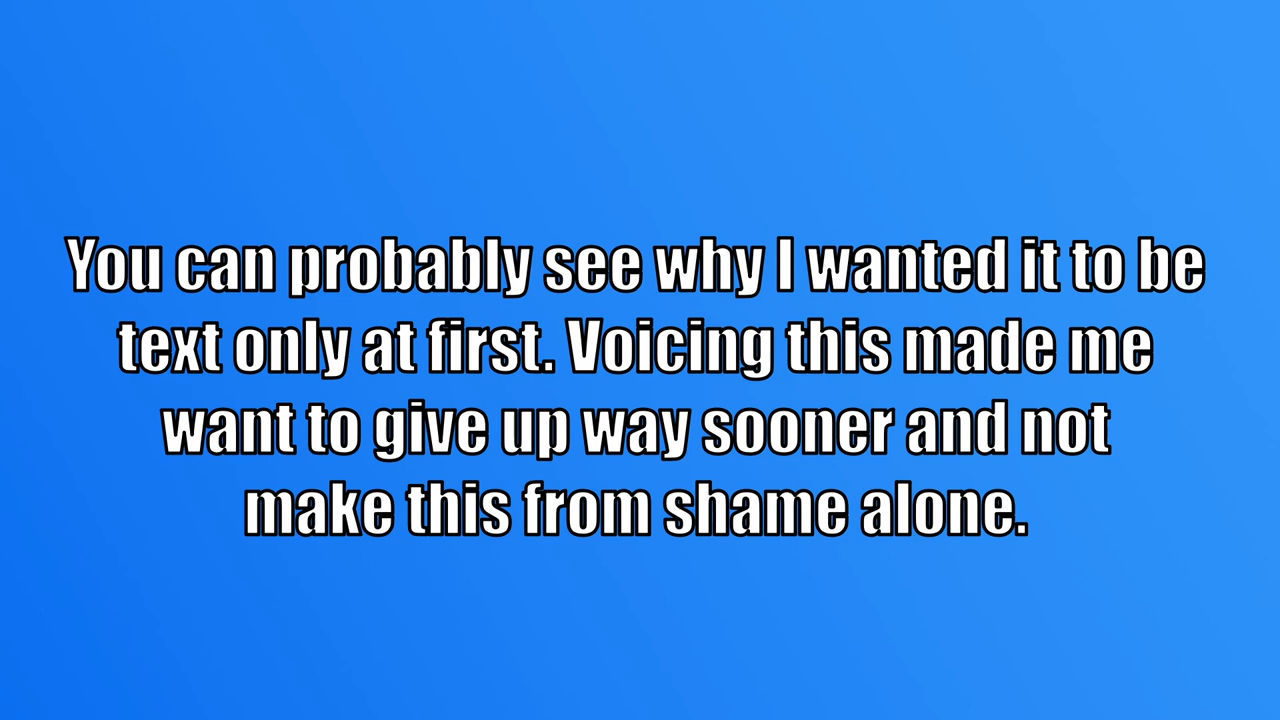 You can probably see why I wanted it to be
text only at first. Voicing this made me
want to give up way sooner and not
make this from shame alone.